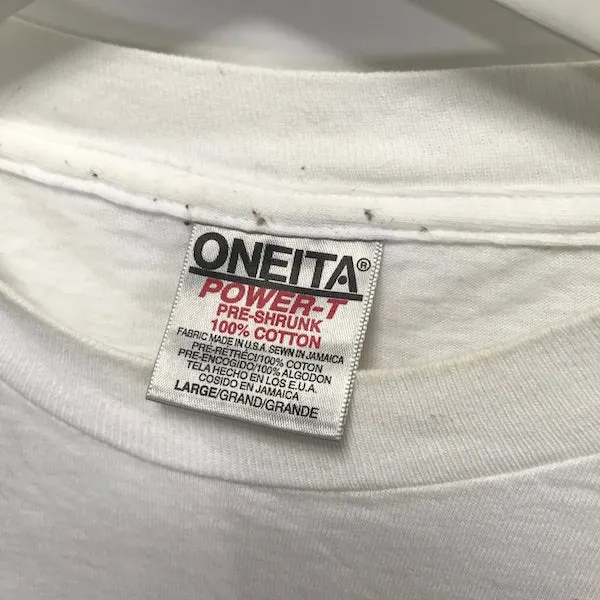 ONEITA®
POWER-T
PRE-SHRUNK
100% COTTON
FABRIC MADE IN U.S.A. SEWN IN JAMAICA
PRE-RETRECI/100% COTON
PRE-ENCOGIDO/100% ALGODON
TELA HECHO EN LOS E.U.A.
COSIDO EN JAMAICA
LARGE/GRAND/GRANDE